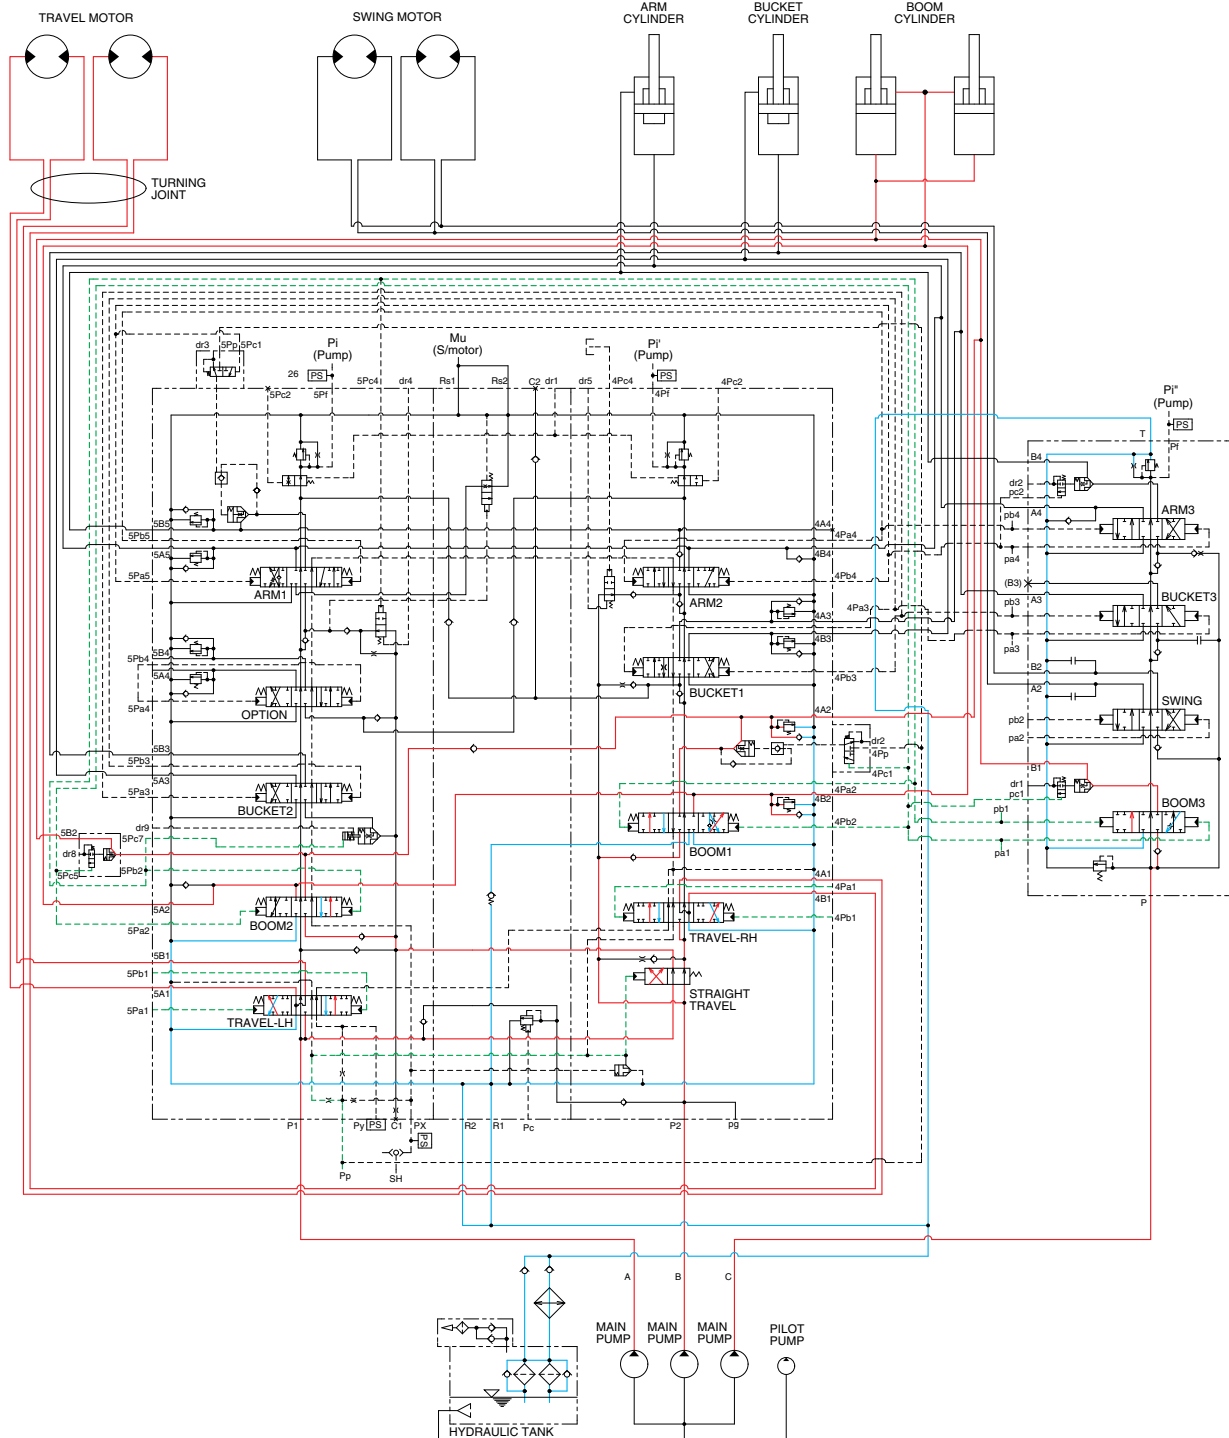 TRAVEL MOTOR
SWING MOTOR
ARM
CYLINDER
BUCKET
CYLINDER
BOOM
CYLINDER
TURNING
JOINT
dr3
5Pp
5Pc1
Pi
(Pump)
26
PS
Mu
(S/motor)
Pi'
(Pump)
PS
5Pc2
5Pf
5Pc4
dr4
Rs1
Rs2
C2
dr1
dr5
4Pc4
4Pf
4Pc2
Pi"
(Pump)
PS
T
Pf
B4
dr2
pc2
A4
pb4
ARM3
pa4
(B3)
A3
pb3
BUCKET3
pa3
B2
A2
pb2
SWING
pa2
B1
dr1
pc1
pb1
BOOM3
pa1
P
5B5
5Pb5
5A5
5Pa5
ARM1
4A4
4Pa4
4B4
4Pb4
ARM2
4A3
4Pa3
4B3
4Pb3
BUCKET1
5B4
5Pb4
5A4
5Pa4
OPTION
4A2
dr2
4Pp
4Pc1
5B3
5Pb3
5A3
5Pa3
BUCKET2
4Pa2
4B2
4Pb2
BOOM1
dr9
5Pc7
5B2
dr8
5Pc5
5Pb2
5A2
BOOM2
5Pa2
4A1
4Pa1
4B1
4Pb1
TRAVEL-RH
5B1
5Pb1
5A1
5Pa1
TRAVEL-LH
STRAIGHT
TRAVEL
P1
Py
PS
C1
PX
PS
R2
R1
Pc
P2
pg
Pp
SH
A
B
C
MAIN
PUMP
MAIN
PUMP
MAIN
PUMP
PILOT
PUMP
HYDRAULIC TANK